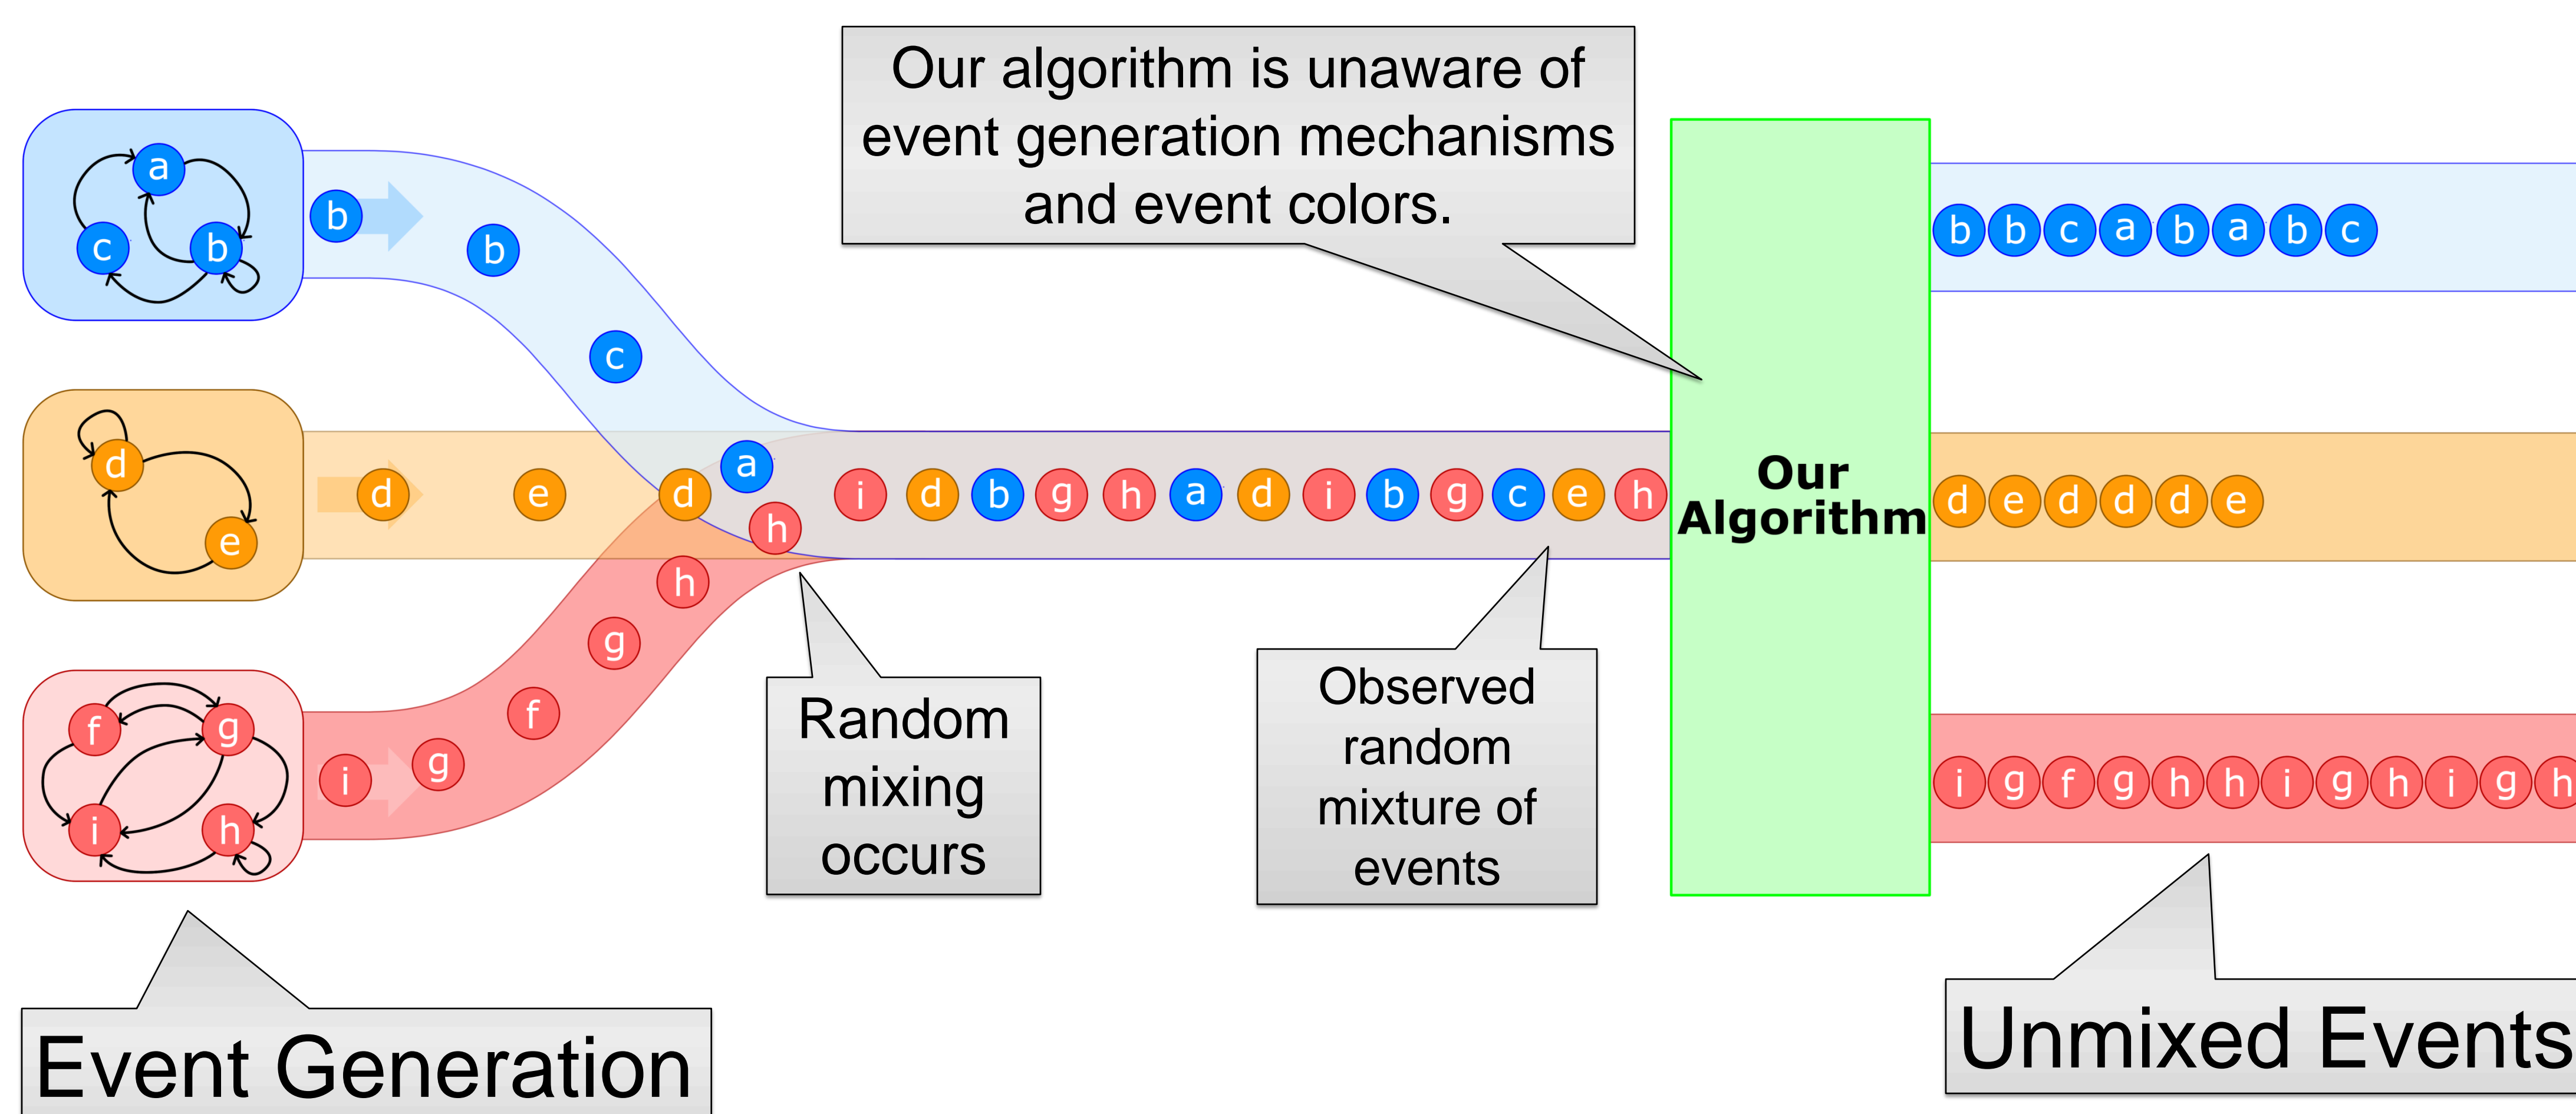 Our algorithm is unaware of
event generation mechanisms
and event colors.
a
c b
b
b
c
b b c a b a b c
d
e
d e d
a
h
i d b g h a d i b g c e h
Our
Algorithm
d e d d d e
f g
i h
i g f g h
i g f g h h i g h i g h
Random
mixing
occurs
Observed
random
mixture of
events
Event Generation
Unmixed Events